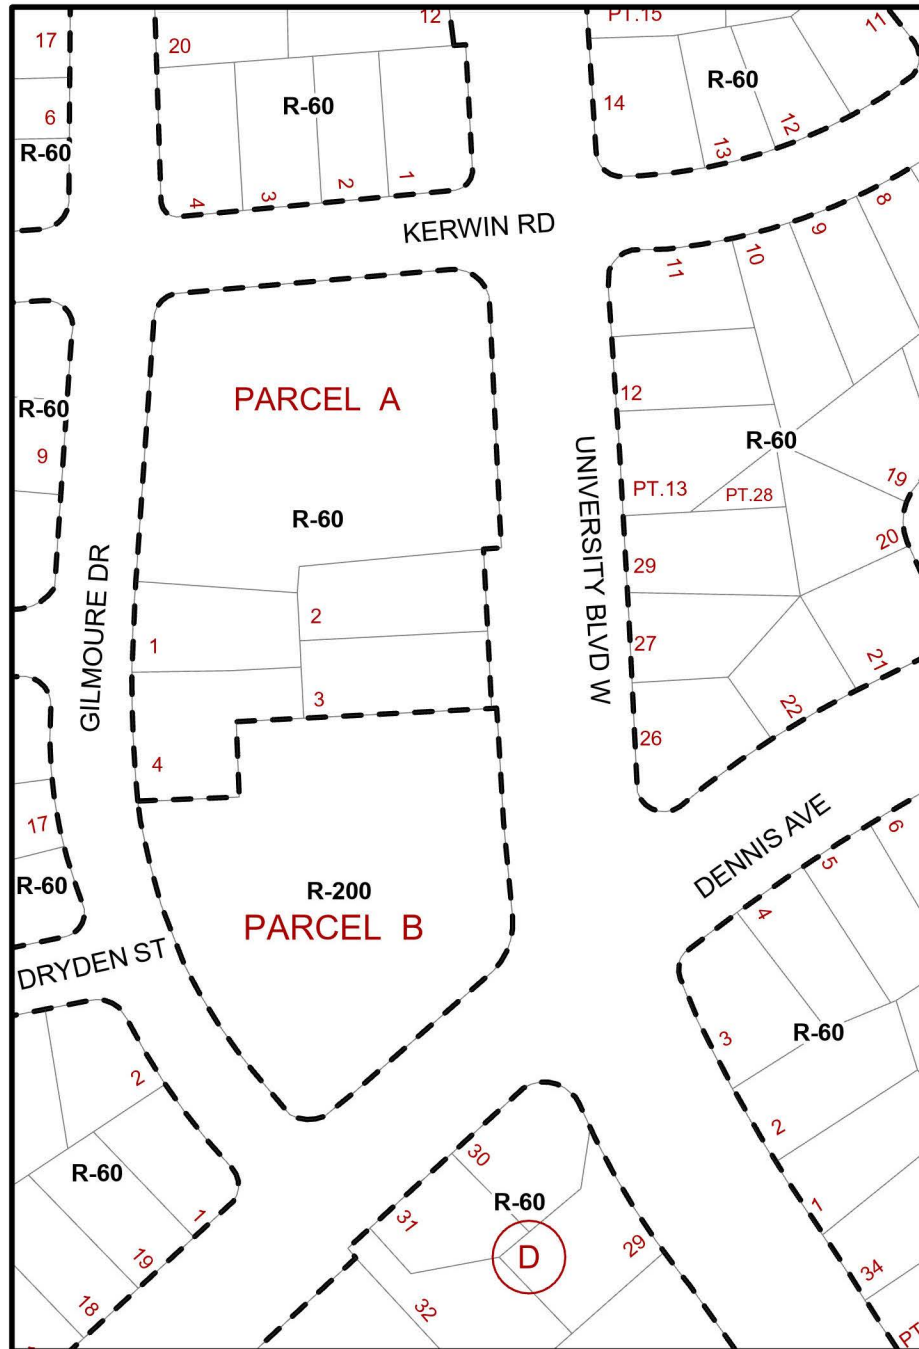 12
PT.15
11
17
20
R-60
R-60
14
6
R-60
13
12
4
3
2
1
KERWIN RD
8
9
10
11
PARCEL A
12
R-60
R-60
9
UNIVERSITY BLVD W
PT.13
PT.28
19
R-60
20
29
GILMOURE DR
2
1
27
21
3
22
26
4
17
DENNIS AVE
6
5
R-60
R-200
4
PARCEL B
DRYDEN ST
R-60
3
2
2
30
R-60
R-60
1
31
1
29
D
19
34
18
32
PT